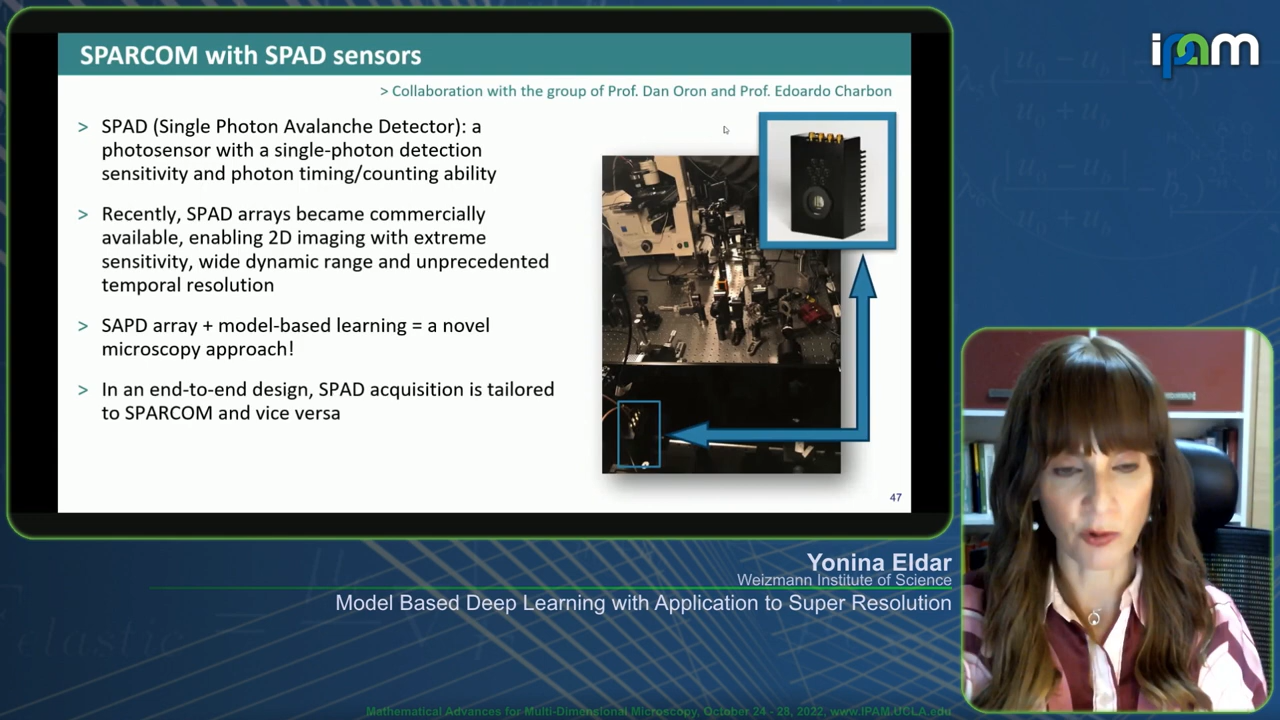 SPARCOM with SPAD sensors
> Collaboration with the group of Prof. Dan Oron and Prof. Edoardo Charbon
> SPAD (Single Photon Avalanche Detector): a
photosensor with a single-photon detection
sensitivity and photon timing/counting ability
> Recently, SPAD arrays became commercially
available, enabling 2D imaging with extreme
sensitivity, wide dynamic range and unprecedented
temporal resolution
> SAPD array + model-based learning = a novel
microscopy approach!
> In an end-to-end design, SPAD acquisition is tailored
to SPARCOM and vice versa
47
ipam
Yonina Eldar
Weizmann Institute of Science
Model Based Deep Learning with Application to Super Resolution
elastic
Mathematical Advances for Multi-Dimensional Microscopy, October 24 - 28, 2022, www.IPAM.UCLA.edu